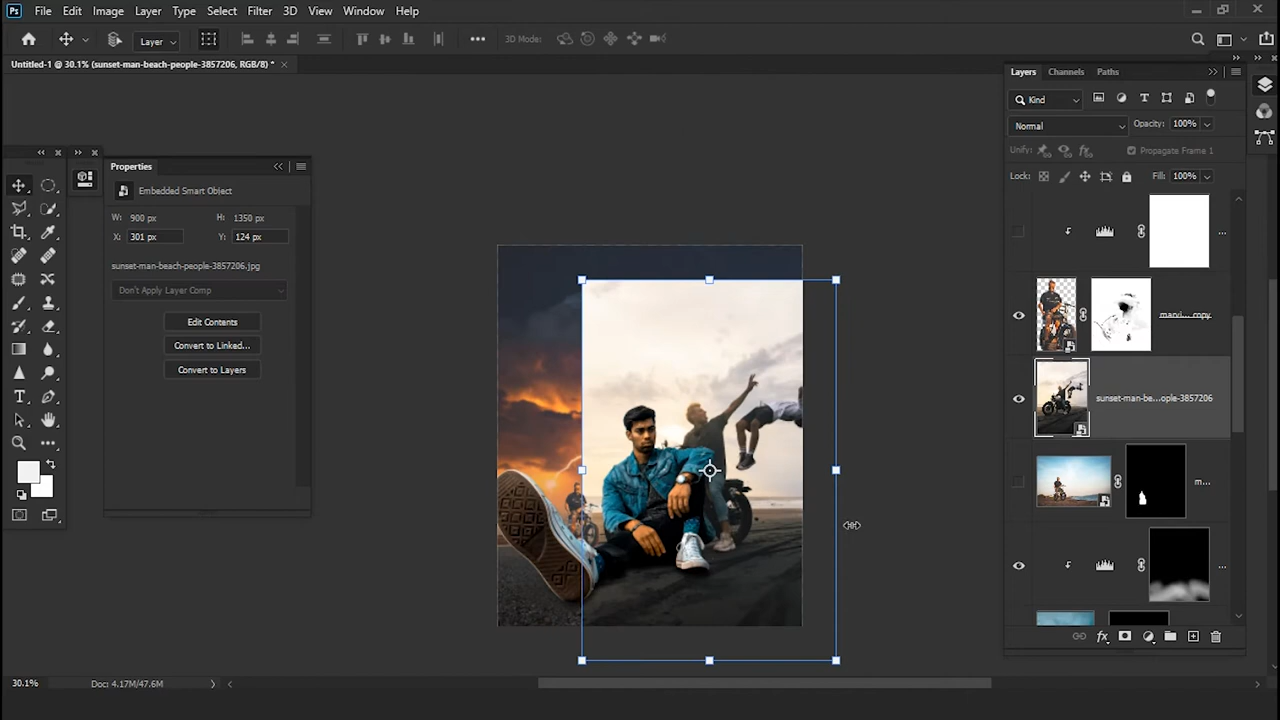 Ps File Edit Image Layer Type Select Filter 3D View Window Help
Layer 3D Mode:
Untitled-1 @ 30.1% (sunset-man-beach-people-3857206, RGB/8) *
Layers Channels Paths
Kind
Normal Opacity: 100%
Unify: Propagate Frame 1
Lock: Fill: 100%
Properties
Embedded Smart Object
W: 900 px H: 1350 px
X: 301 px Y: 124 px
sunset-man-beach-people-3857206.jpg
Don't Apply Layer Comp
Edit Contents
Convert to Linked...
Convert to Layers
...
marvi... copy
sunset-man-be...ople-3857206
m...
...
fx
30.1% Doc: 4.17M/47.6M